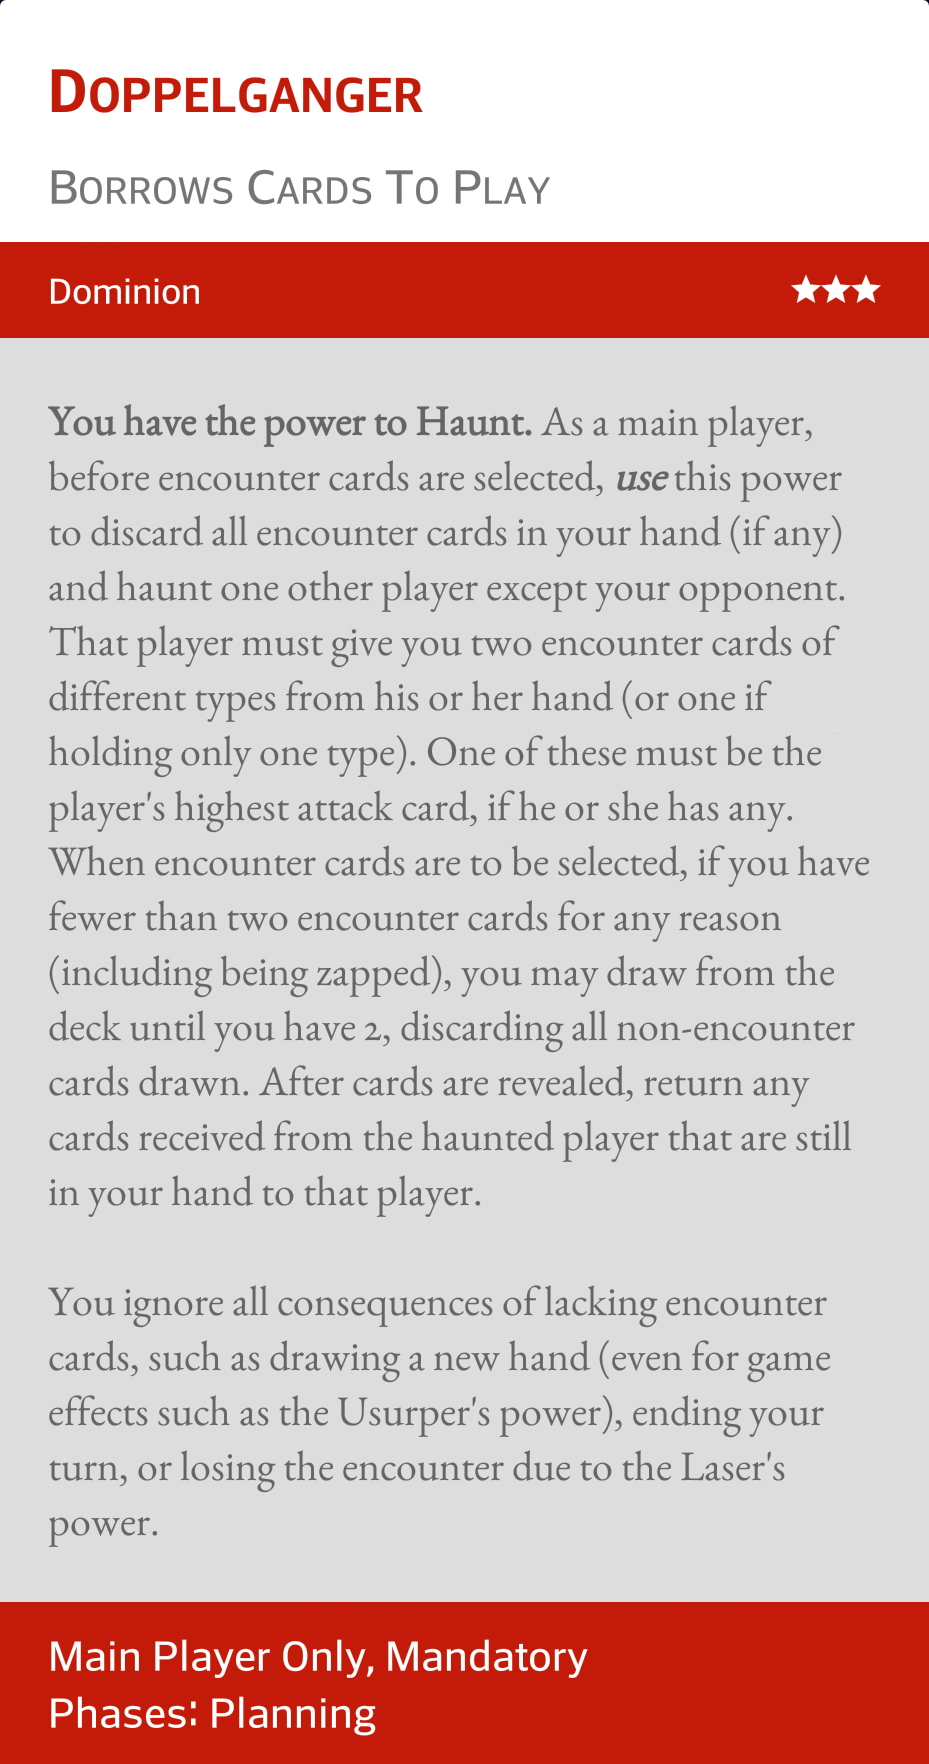 DOPPELGANGER
BORROWS CARDS TO PLAY
Dominion ★★★
You have the power to Haunt. As a main player,
before encounter cards are selected, use this power
to discard all encounter cards in your hand (if any)
and haunt one other player except your opponent.
That player must give you two encounter cards of
different types from his or her hand (or one if
holding only one type). One of these must be the
player's highest attack card, if he or she has any.
When encounter cards are to be selected, if you have
fewer than two encounter cards for any reason
(including being zapped), you may draw from the
deck until you have 2, discarding all non-encounter
cards drawn. After cards are revealed, return any
cards received from the haunted player that are still
in your hand to that player.
You ignore all consequences of lacking encounter
cards, such as drawing a new hand (even for game
effects such as the Usurper's power), ending your
turn, or losing the encounter due to the Laser's
power.
Main Player Only, Mandatory
Phases: Planning